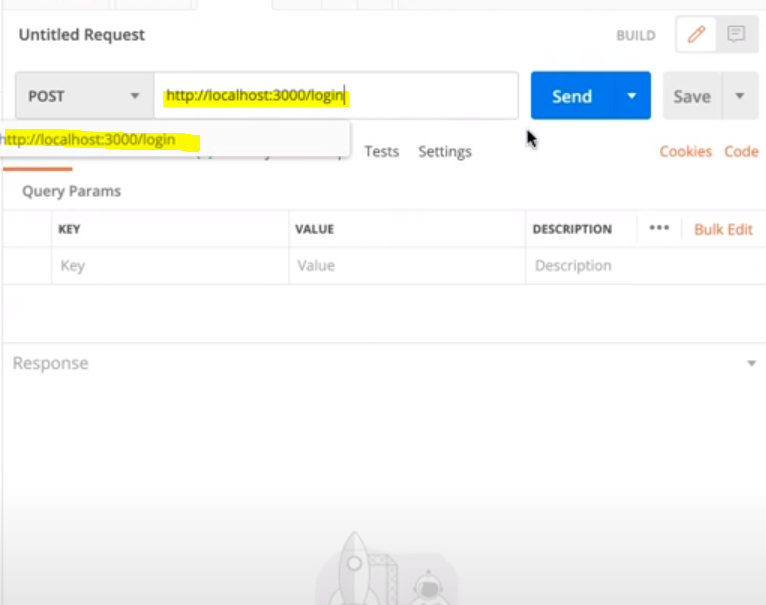 Untitled Request
BUILD
POST
http://localhost:3000/login
Send
Save
http://localhost:3000/login
Tests
Settings
Cookies
Code
Query Params
KEY
VALUE
DESCRIPTION
Bulk Edit
Key
Value
Description
Response